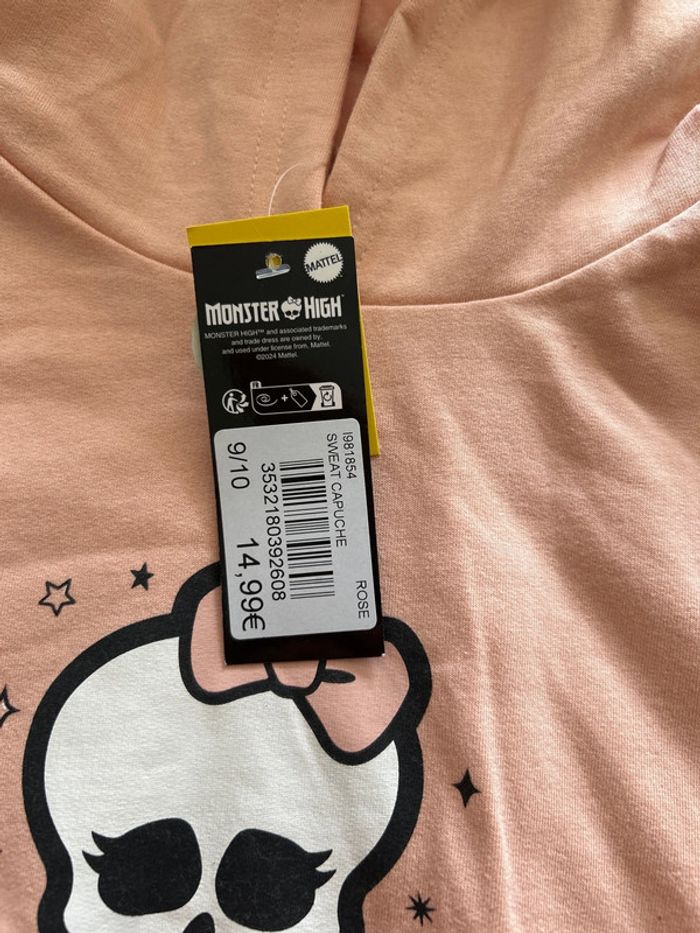 MATTEL
MONSTER HIGH
MONSTER HIGH™ and associated trademarks
and trade dress are owned by,
and used under license from, Mattel.
©2024 Mattel.
I981854
SWEAT CAPUCHE
ROSE
3532180392608
9/10
14,99€